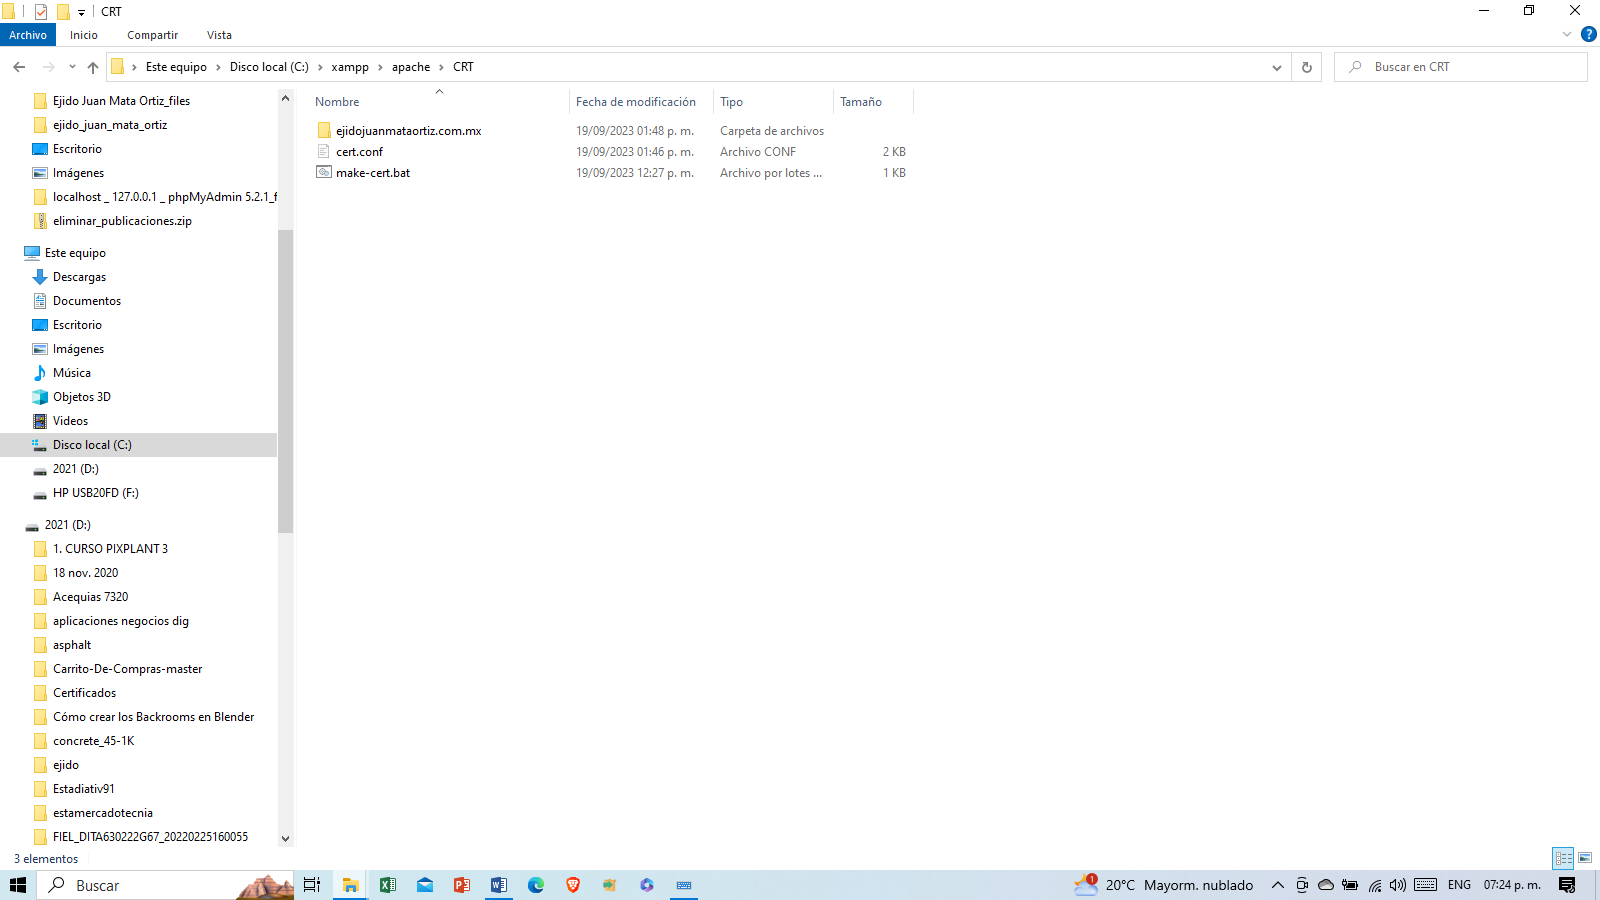 CRT
Archivo Inicio Compartir Vista
Este equipo Disco local (C:) xampp apache CRT
Buscar en CRT
Nombre Fecha de modificación Tipo Tamaño
ejidojuanmataortiz.com.mx 19/09/2023 01:48 p. m. Carpeta de archivos
cert.conf 19/09/2023 01:46 p. m. Archivo CONF 2 KB
make-cert.bat 19/09/2023 12:27 p. m. Archivo por lotes ... 1 KB
Ejido Juan Mata Ortiz_files
ejido_juan_mata_ortiz
Escritorio
Imágenes
localhost _ 127.0.0.1 _ phpMyAdmin 5.2.1_f
eliminar_publicaciones.zip
Este equipo
Descargas
Documentos
Escritorio
Imágenes
Música
Objetos 3D
Videos
Disco local (C:)
2021 (D:)
HP USB20FD (F:)
2021 (D:)
1. CURSO PIXPLANT 3
18 nov. 2020
Acequias 7320
aplicaciones negocios dig
asphalt
Carrito-De-Compras-master
Certificados
Cómo crear los Backrooms en Blender
concrete_45-1K
ejido
Estadiativ91
estamercadotecnia
FIEL_DITA630222G67_20220225160055
3 elementos
Buscar
1
20°C Mayorm. nublado
ENG
07:24 p. m.